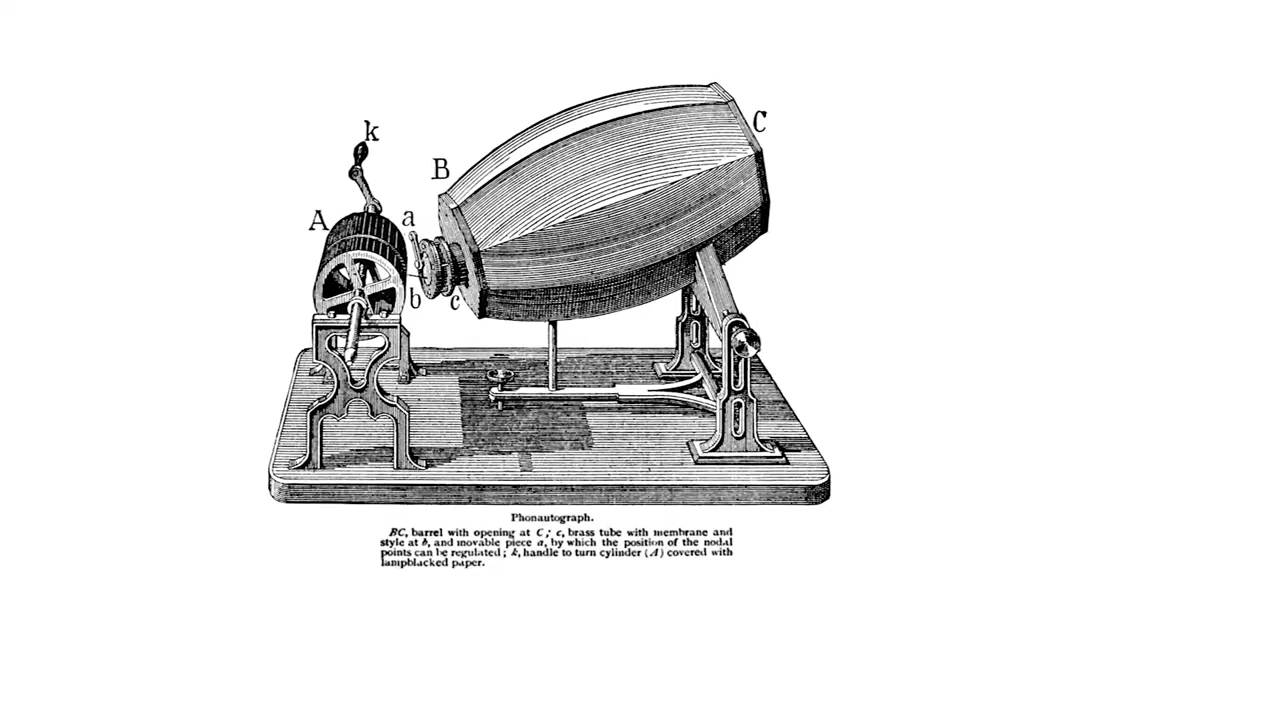 k
C
B
A
a
b
c
Phonautograph.
BC, barrel with opening at C; c, brass tube with membrane and
style at b, and movable piece a, by which the position of the nodal
points can be regulated; k, handle to turn cylinder (A) covered with
lampblacked paper.